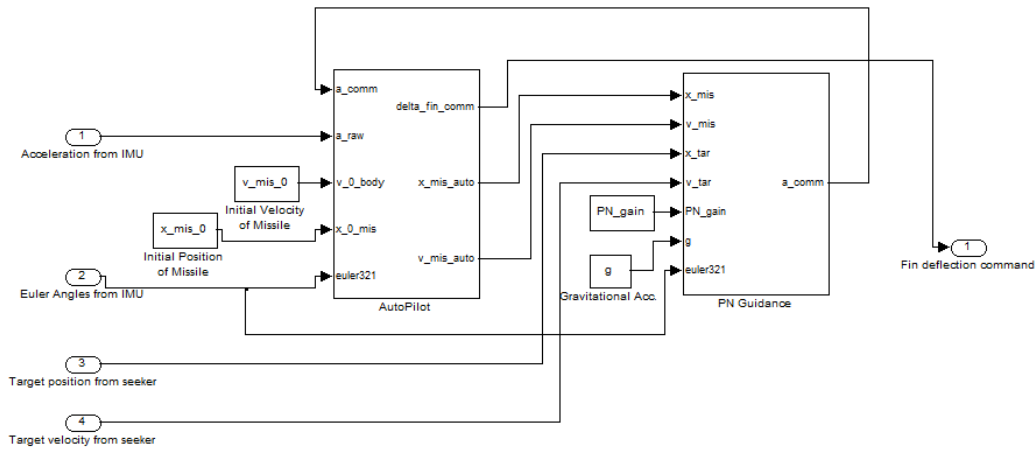 a_comm
delta_fin_comm
x_mis
v_mis
1
Acceleration from IMU
a_raw
x_tar
v_mis_0
Initial Velocity
of Missile
v_0_body
x_mis_auto
v_tar
a_comm
PN_gain
PN_gain
x_mis_0
Initial Position
of Missile
x_0_mis
g
1
Fin deflection command
v_mis_auto
2
Euler Angles from IMU
euler321
g
Gravitational Acc.
euler321
AutoPilot
PN Guidance
3
Target position from seeker
4
Target velocity from seeker